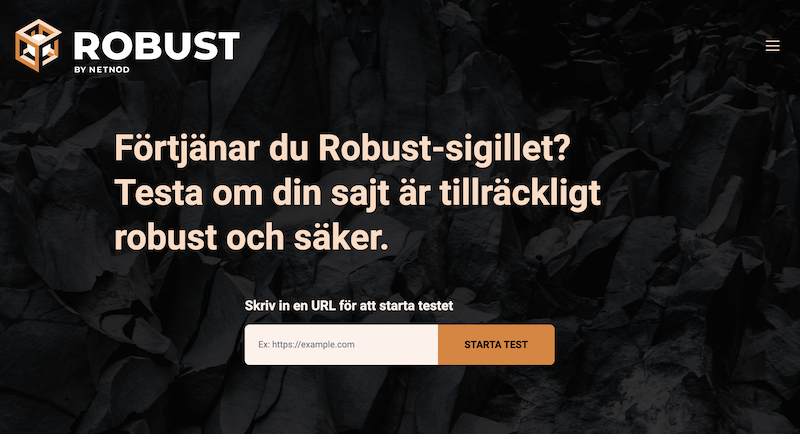 ROBUST
BY NETNOD
Förtjänar du Robust-sigillet?
Testa om din sajt är tillräckligt
robust och säker.
Skriv in en URL för att starta testet
Ex: https://example.com
STARTA TEST